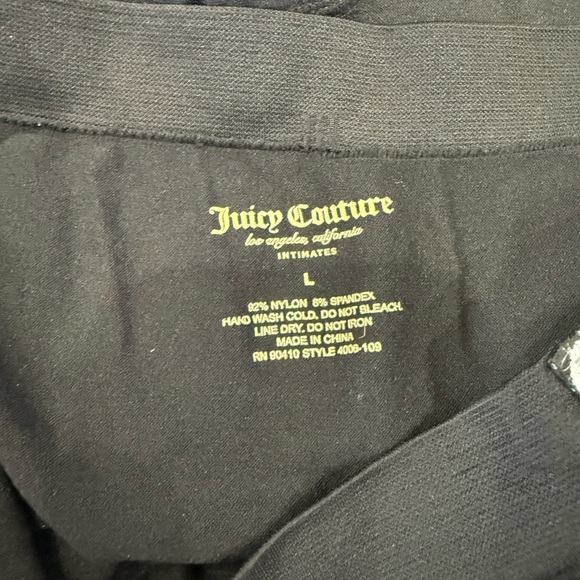 Juicy Couture
los angeles, california
INTIMATES
L
92% NYLON 8% SPANDEX
HAND WASH COLD. DO NOT BLEACH.
LINE DRY. DO NOT IRON
MADE IN CHINA
RN 90410 STYLE 4006-109